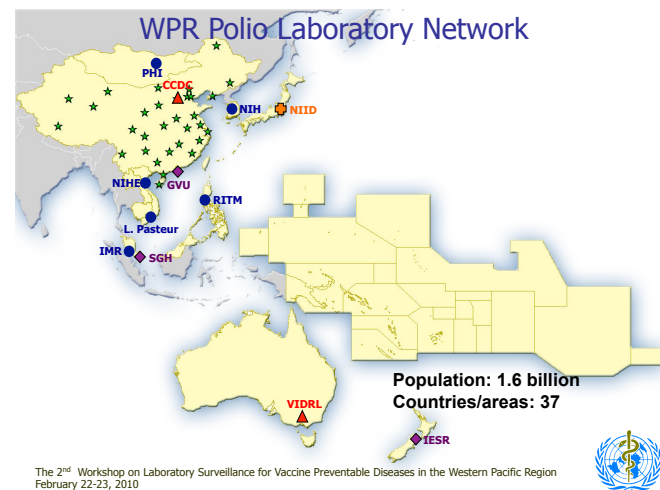 WPR Polio Laboratory Network
PHI
CCDC
NIH
NIID
NIHE
GVU
RITM
L. Pasteur
IMR
SGH
Population: 1.6 billion
Countries/areas: 37
VIDRL
IESR
The 2nd Workshop on Laboratory Surveillance for Vaccine Preventable Diseases in the Western Pacific Region
February 22-23, 2010